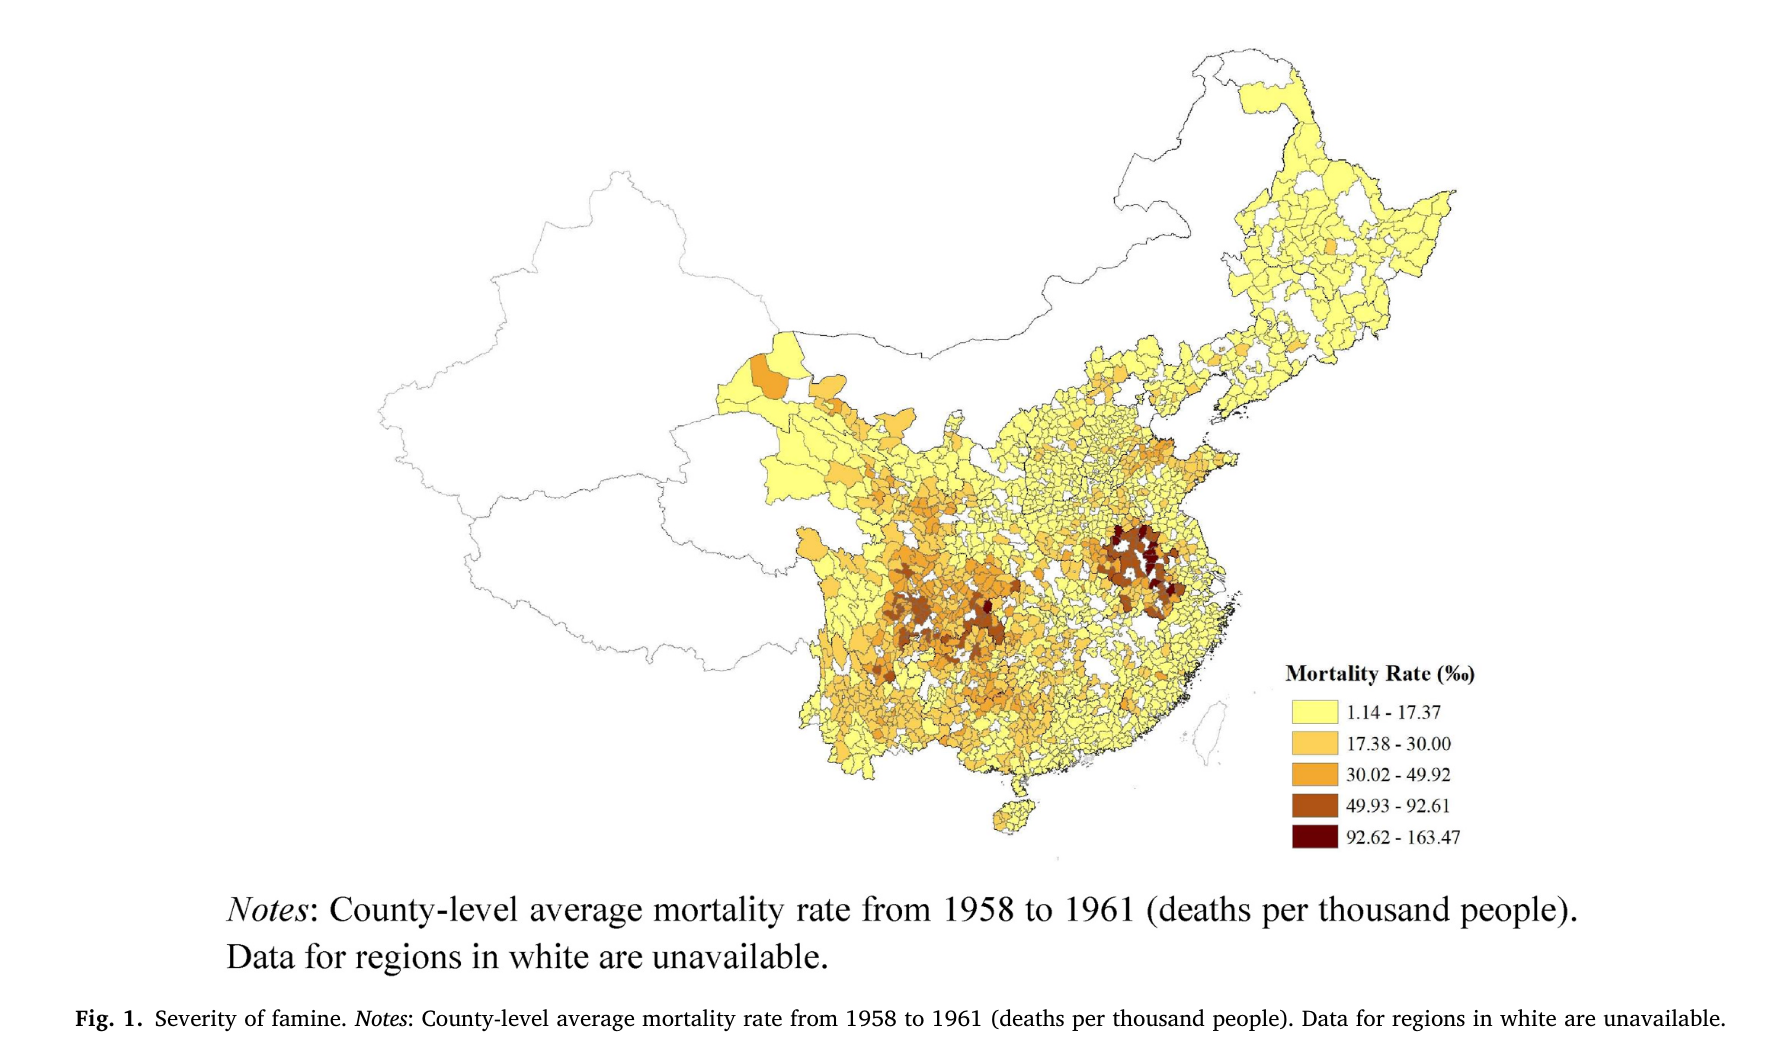 Mortality Rate (‰)
1.14 - 17.37
17.38 - 30.00
30.02 - 49.92
49.93 - 92.61
92.62 - 163.47
Notes: County-level average mortality rate from 1958 to 1961 (deaths per thousand people).
Data for regions in white are unavailable.
Fig. 1. Severity of famine. Notes: County-level average mortality rate from 1958 to 1961 (deaths per thousand people). Data for regions in white are unavailable.